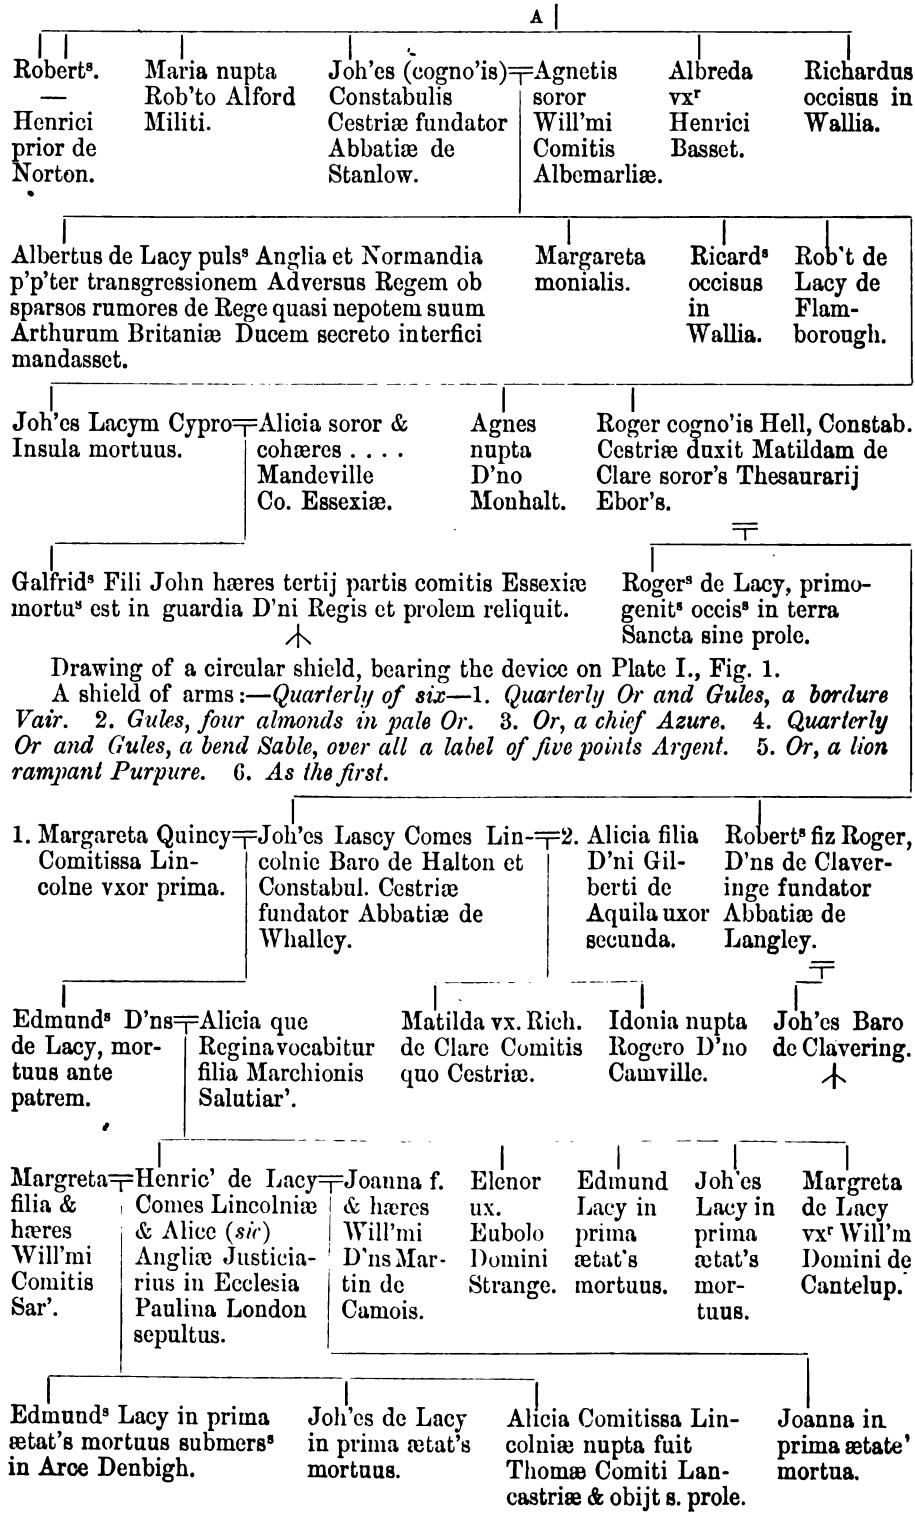 A
Robertˢ.
—
Henrici
prior de
Norton.
Maria nupta
Rob'to Alford
Militi.
Joh'es (cogno'is)
Constabulis
Cestriæ fundator
Abbatiæ de
Stanlow.
Agnetis
soror
Will'mi
Comitis
Albemarliæ.
Albreda
vxʳ
Henrici
Basset.
Richardus
occisus in
Wallia.
Albertus de Lacy pulsˢ Anglia et Normandia
p'p'ter transgressionem Adversus Regem ob
sparsos rumores de Rege quasi nepotem suum
Arthurum Britaniæ Ducem secreto interfici
mandasset.
Margareta
monialis.
Ricardˢ
occisus
in
Wallia.
Rob't de
Lacy de
Flam-
borough.
Joh'es Lacym Cypro
Insula mortuus.
Alicia soror &
cohæres . . . .
Mandeville
Co. Essexiæ.
Agnes
nupta
D'no
Monhalt.
Roger cogno'is Hell, Constab.
Cestriæ duxit Matildam de
Clare soror's Thesaurarij
Ebor's.
Galfridˢ Fili John hæres tertij partis comitis Essexiæ
mortuˢ est in guardia D'ni Regis et prolem reliquit.
Rogerˢ de Lacy, primo-
genitˢ occisˢ in terra
Sancta sine prole.
Drawing of a circular shield, bearing the device on Plate I., Fig. 1.
A shield of arms:—Quarterly of six—1. Quarterly Or and Gules, a bordure
Vair. 2. Gules, four almonds in pale Or. 3. Or, a chief Azure. 4. Quarterly
Or and Gules, a bend Sable, over all a label of five points Argent. 5. Or, a lion
rampant Purpure. 6. As the first.
1. Margareta Quincy
Comitissa Lin-
colne vxor prima.
Joh'es Lascy Comes Lin-
colnie Baro de Halton et
Constabul. Cestriæ
fundator Abbatiæ de
Whalley.
2. Alicia filia
D'ni Gil-
berti de
Aquila uxor
secunda.
Robertˢ fiz Roger,
D'ns de Claver-
inge fundator
Abbatiæ de
Langley.
Edmundˢ D'ns
de Lacy, mor-
tuus ante
patrem.
Alicia que
Regina vocabitur
filia Marchionis
Salutiar'.
Matilda vx. Rich.
de Clare Comitis
quo Cestriæ.
Idonia nupta
Rogero D'no
Camville.
Joh'es Baro
de Clavering.
Margreta
filia &
hæres
Will'mi
Comitis
Sar'.
Henric' de Lacy
Comes Lincolniæ
& Alice (sic)
Angliæ Justicia-
rius in Ecclesia
Paulina London
sepultus.
Joanna f.
& hæres
Will'mi
D'ns Mar-
tin de
Camois.
Elenor
ux.
Eubolo
Domini
Strange.
Edmund
Lacy in
prima
ætat's
mortuus.
Joh'es
Lacy in
prima
ætat's
mor-
tuus.
Margreta
de Lacy
vxʳ Will'm
Domini de
Cantelup.
Edmundˢ Lacy in prima
ætat's mortuus submersˢ
in Arce Denbigh.
Joh'es de Lacy
in prima ætat's
mortuus.
Alicia Comitissa Lin-
colniæ nupta fuit
Thomæ Comiti Lan-
castriæ & obijt s. prole.
Joanna in
prima ætate'
mortua.